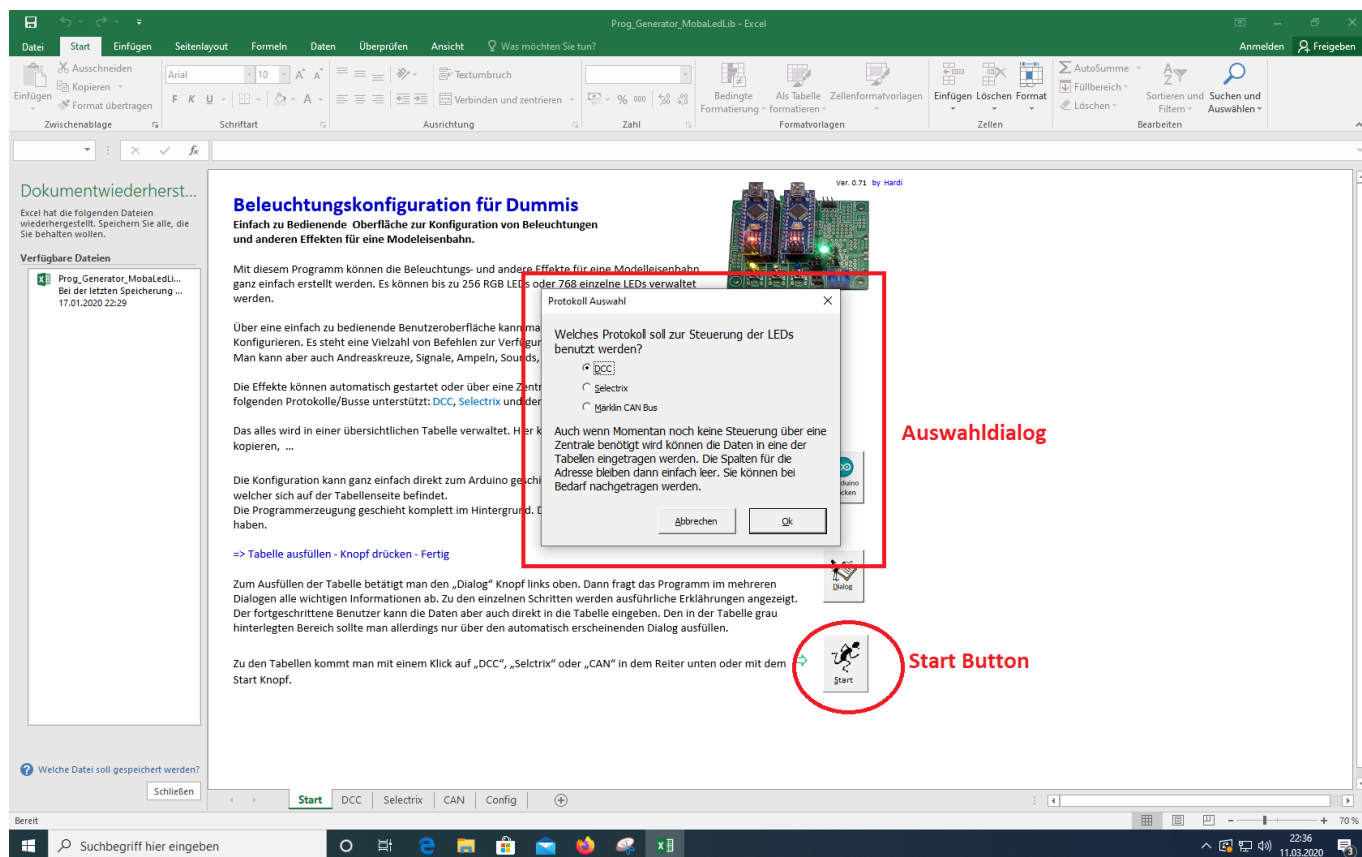 Prog_Generator_MobaLedLib - Excel
Datei Start Einfügen Seitenlayout Formeln Daten Überprüfen Ansicht Was möchten Sie tun? Anmelden Freigeben
Einfügen
Ausschneiden
Kopieren
Format übertragen
Zwischenablage
Arial 10
F K U
Schriftart
Textumbruch
Verbinden und zentrieren
Ausrichtung
% 000
Zahl
Bedingte Formatierung
Als Tabelle formatieren
Zellenformatvorlagen
Formatvorlagen
Einfügen Löschen Format
Zellen
AutoSumme
Füllbereich
Löschen
Sortieren und Filtern
Suchen und Auswählen
Bearbeiten
fx
Dokumentwiederherst...
Excel hat die folgenden Dateien
wiederhergestellt. Speichern Sie alle, die
Sie behalten wollen.
Verfügbare Dateien
Prog_Generator_MobaLedLi...
Bei der letzten Speicherung ...
17.01.2020 22:29
Welche Datei soll gespeichert werden?
Schließen
Ver. 0.71 by Hardi
Beleuchtungskonfiguration für Dummis
Einfach zu Bedienende Oberfläche zur Konfiguration von Beleuchtungen
und anderen Effekten für eine Modeleisenbahn.
Mit diesem Programm können die Beleuchtungs- und andere Effekte für eine Modelleisenbahn
ganz einfach erstellt werden. Es können bis zu 256 RGB LEDs oder 768 einzelne LEDs verwaltet
werden.
Über eine einfach zu bedienende Benutzeroberfläche kann ma
Konfigurieren. Es steht eine Vielzahl von Befehlen zur Verfügun
Man kann aber auch Andreaskreuze, Signale, Ampeln, Sounds,
Die Effekte können automatisch gestartet oder über eine Zentr
folgenden Protokolle/Busse unterstützt: DCC, Selectrix und der
Das alles wird in einer übersichtlichen Tabelle verwaltet. Hier k
kopieren, ...
Die Konfiguration kann ganz einfach direkt zum Arduino geschi
welcher sich auf der Tabellenseite befindet.
Die Programmerzeugung geschieht komplett im Hintergrund. D
haben.
=> Tabelle ausfüllen - Knopf drücken - Fertig
Zum Ausfüllen der Tabelle betätigt man den „Dialog“ Knopf links oben. Dann fragt das Programm im mehreren
Dialogen alle wichtigen Informationen ab. Zu den einzelnen Schritten werden ausführliche Erklährungen angezeigt.
Der fortgeschrittene Benutzer kann die Daten aber auch direkt in die Tabelle eingeben. Den in der Tabelle grau
hinterlegten Bereich sollte man allerdings nur über den automatisch erscheinenden Dialog ausfüllen.
Zu den Tabellen kommt man mit einem Klick auf „DCC“, „Selctrix“ oder „CAN“ in dem Reiter unten oder mit dem
Start Knopf.
Protokoll Auswahl
Welches Protokoll soll zur Steuerung der LEDs
benutzt werden?
DCC
Selectrix
Märklin CAN Bus
Auch wenn Momentan noch keine Steuerung über eine
Zentrale benötigt wird können die Daten in eine der
Tabellen eingetragen werden. Die Spalten für die
Adresse bleiben dann einfach leer. Sie können bei
Bedarf nachgetragen werden.
Abbrechen Ok
Auswahldialog
Dialog
Start
Start Button
Start DCC Selectrix CAN Config
Bereit
70 %
Suchbegriff hier eingeben
22:36
11.03.2020
3